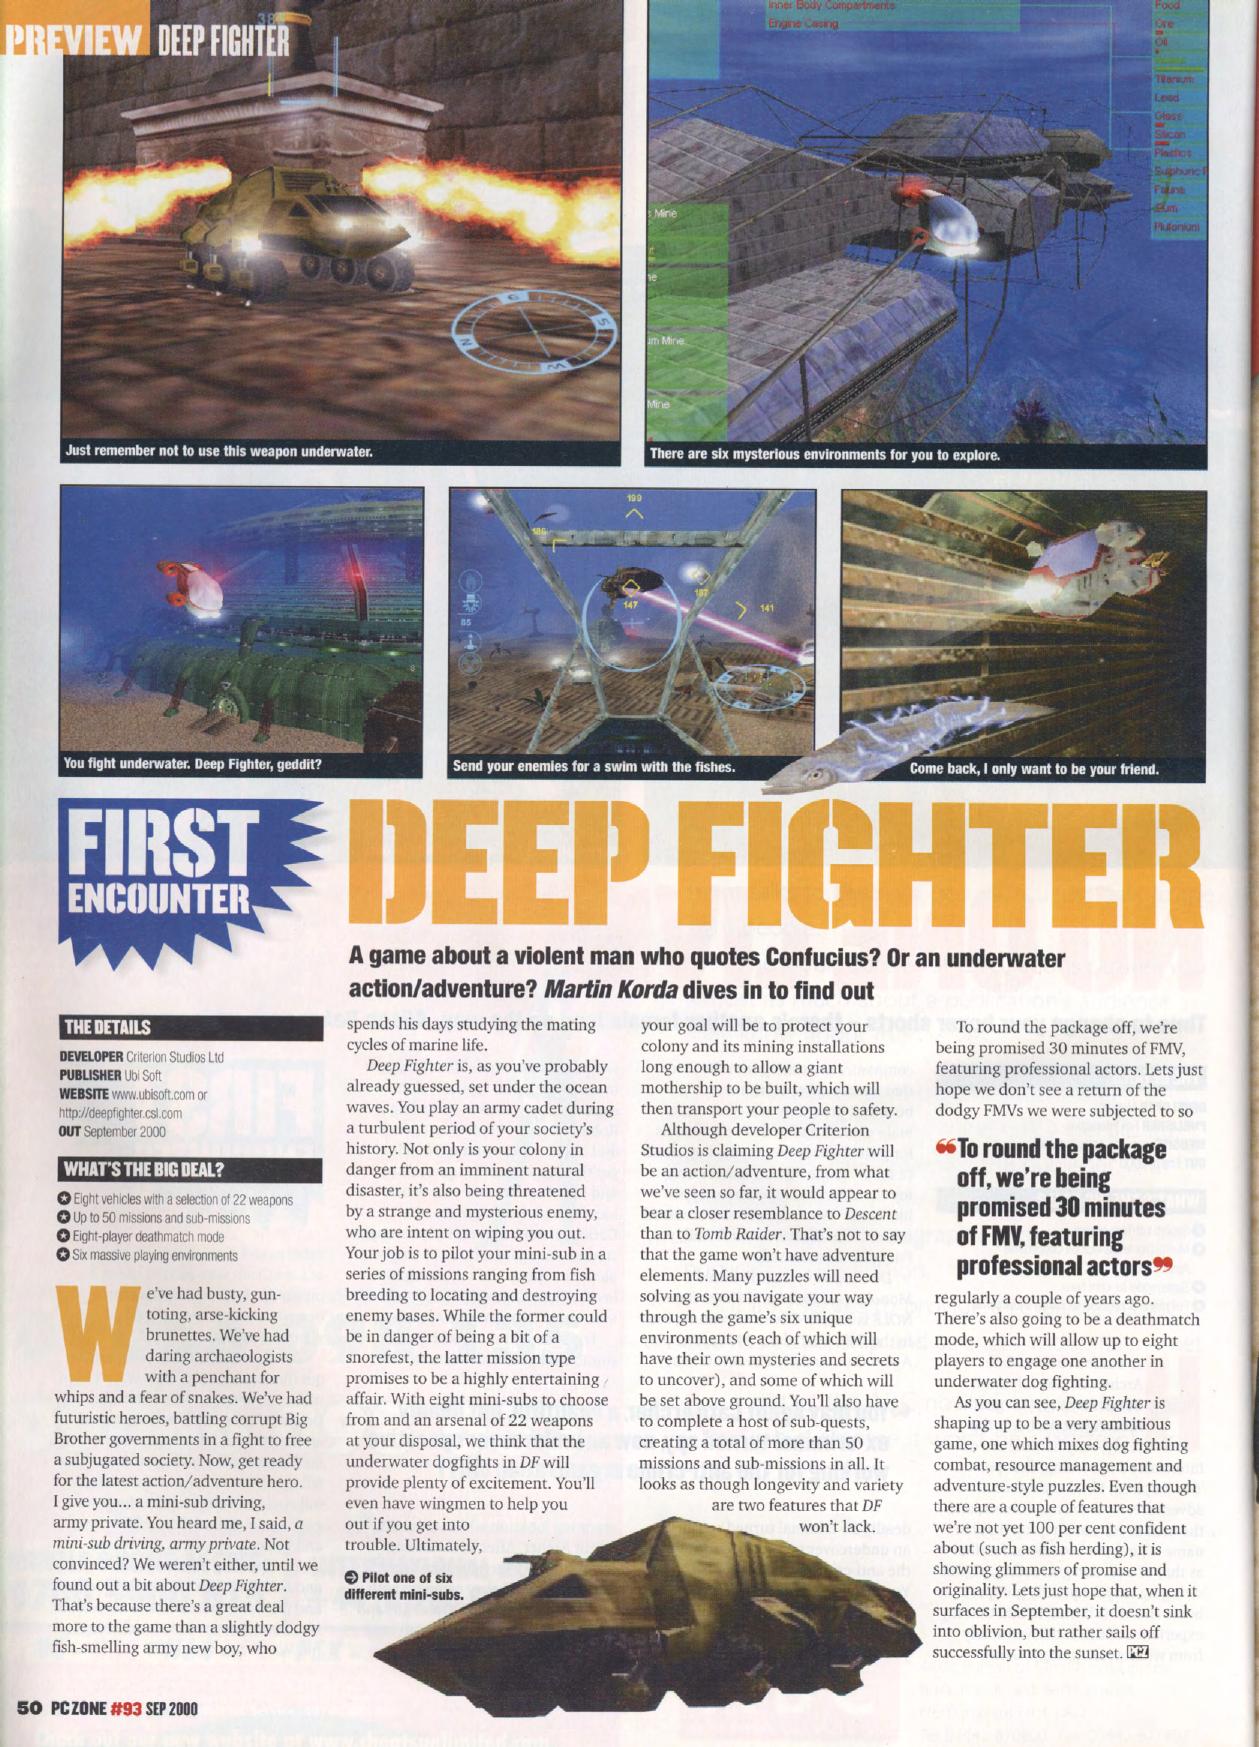 PREVIEW DEEP FIGHTER
384
Inner Body Compartments
Engine Casing
Food
Ore
Oil
Titanium
Lead
Glass
Silicon
Plastics
Sulphuric
Fauna
Plutonium
Mine
Mine
Mine
N
S
W
Just remember not to use this weapon underwater.
There are six mysterious environments for you to explore.
199
186
147
187
141
85
You fight underwater. Deep Fighter, geddit?
Send your enemies for a swim with the fishes.
Come back, I only want to be your friend.
FIRST
ENCOUNTER
DEEP FIGHTER
A game about a violent man who quotes Confucius? Or an underwater
action/adventure? Martin Korda dives in to find out
THE DETAILS
DEVELOPER Criterion Studios Ltd
PUBLISHER Ubi Soft
WEBSITE www.ubisoft.com or
http://deepfighter.csl.com
OUT September 2000
WHAT'S THE BIG DEAL?
Eight vehicles with a selection of 22 weapons
Up to 50 missions and sub-missions
Eight-player deathmatch mode
Six massive playing environments
We've had busty, gun-
toting, arse-kicking
brunettes. We've had
daring archaeologists
with a penchant for
whips and a fear of snakes. We've had
futuristic heroes, battling corrupt Big
Brother governments in a fight to free
a subjugated society. Now, get ready
for the latest action/adventure hero.
I give you... a mini-sub driving,
army private. You heard me, I said, a
mini-sub driving, army private. Not
convinced? We weren't either, until we
found out a bit about Deep Fighter.
That's because there's a great deal
more to the game than a slightly dodgy
fish-smelling army new boy, who
spends his days studying the mating
cycles of marine life.
Deep Fighter is, as you've probably
already guessed, set under the ocean
waves. You play an army cadet during
a turbulent period of your society's
history. Not only is your colony in
danger from an imminent natural
disaster, it's also being threatened
by a strange and mysterious enemy,
who are intent on wiping you out.
Your job is to pilot your mini-sub in a
series of missions ranging from fish
breeding to locating and destroying
enemy bases. While the former could
be in danger of being a bit of a
snorefest, the latter mission type
promises to be a highly entertaining
affair. With eight mini-subs to choose
from and an arsenal of 22 weapons
at your disposal, we think that the
underwater dogfights in DF will
provide plenty of excitement. You'll
even have wingmen to help you
out if you get into
trouble. Ultimately,
Pilot one of six
different mini-subs.
your goal will be to protect your
colony and its mining installations
long enough to allow a giant
mothership to be built, which will
then transport your people to safety.
Although developer Criterion
Studios is claiming Deep Fighter will
be an action/adventure, from what
we've seen so far, it would appear to
bear a closer resemblance to Descent
than to Tomb Raider. That's not to say
that the game won't have adventure
elements. Many puzzles will need
solving as you navigate your way
through the game's six unique
environments (each of which will
have their own mysteries and secrets
to uncover), and some of which will
be set above ground. You'll also have
to complete a host of sub-quests,
creating a total of more than 50
missions and sub-missions in all. It
looks as though longevity and variety
are two features that DF
won't lack.
To round the package off, we're
being promised 30 minutes of FMV,
featuring professional actors. Lets just
hope we don't see a return of the
dodgy FMVs we were subjected to so
“To round the package
off, we're being
promised 30 minutes
of FMV, featuring
professional actors”
regularly a couple of years ago.
There's also going to be a deathmatch
mode, which will allow up to eight
players to engage one another in
underwater dog fighting.
As you can see, Deep Fighter is
shaping up to be a very ambitious
game, one which mixes dog fighting
combat, resource management and
adventure-style puzzles. Even though
there are a couple of features that
we're not yet 100 per cent confident
about (such as fish herding), it is
showing glimmers of promise and
originality. Lets just hope that, when it
surfaces in September, it doesn't sink
into oblivion, but rather sails off
successfully into the sunset. PCZ
50 PC ZONE #93 SEP 2000